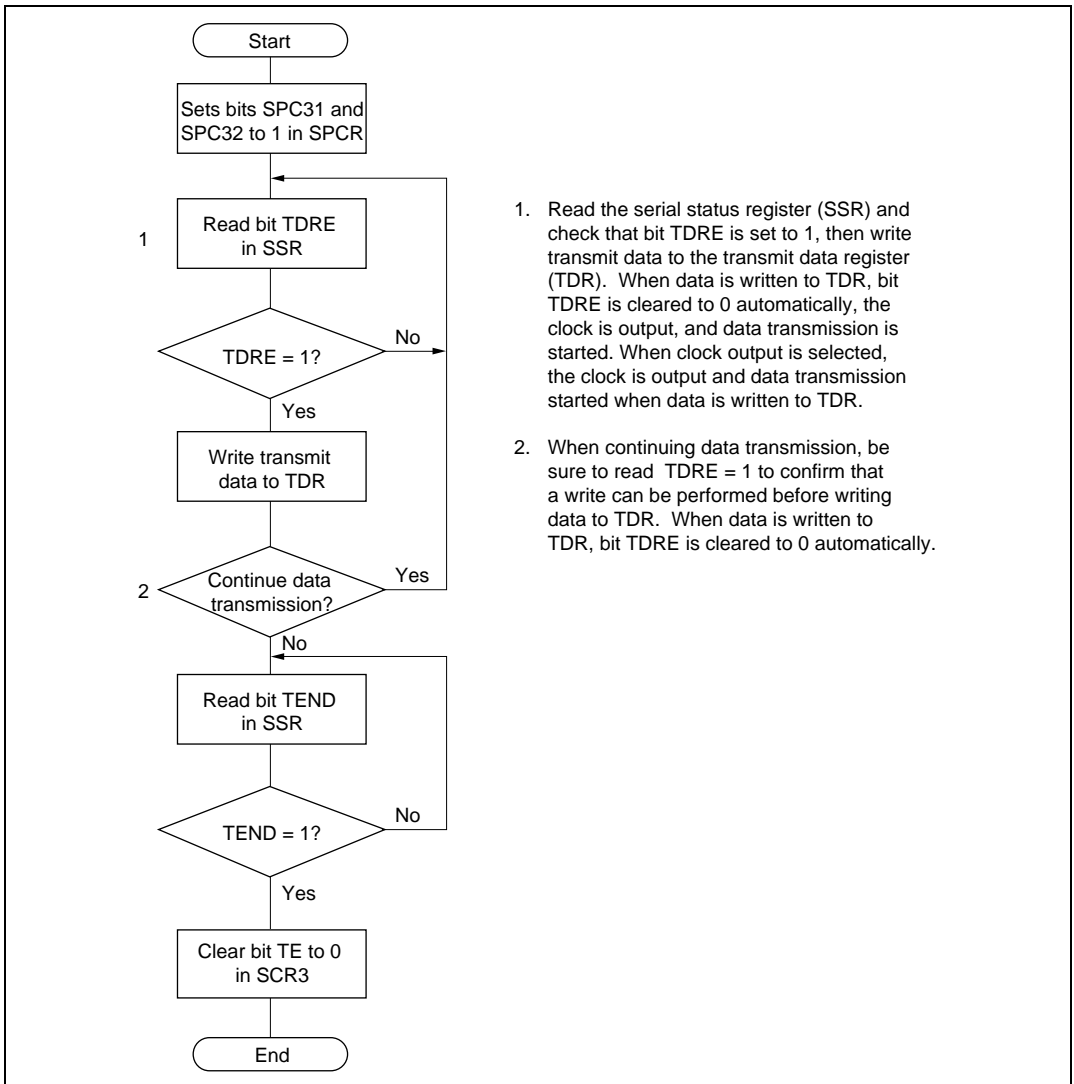 Start
Sets bits SPC31 and
SPC32 to 1 in SPCR
1
Read bit TDRE
in SSR
TDRE = 1?
No
Yes
Write transmit
data to TDR
2
Continue data
transmission?
Yes
No
Read bit TEND
in SSR
TEND = 1?
No
Yes
Clear bit TE to 0
in SCR3
End
1. Read the serial status register (SSR) and
check that bit TDRE is set to 1, then write
transmit data to the transmit data register
(TDR). When data is written to TDR, bit
TDRE is cleared to 0 automatically, the
clock is output, and data transmission is
started. When clock output is selected,
the clock is output and data transmission
started when data is written to TDR.
2. When continuing data transmission, be
sure to read TDRE = 1 to confirm that
a write can be performed before writing
data to TDR. When data is written to
TDR, bit TDRE is cleared to 0 automatically.